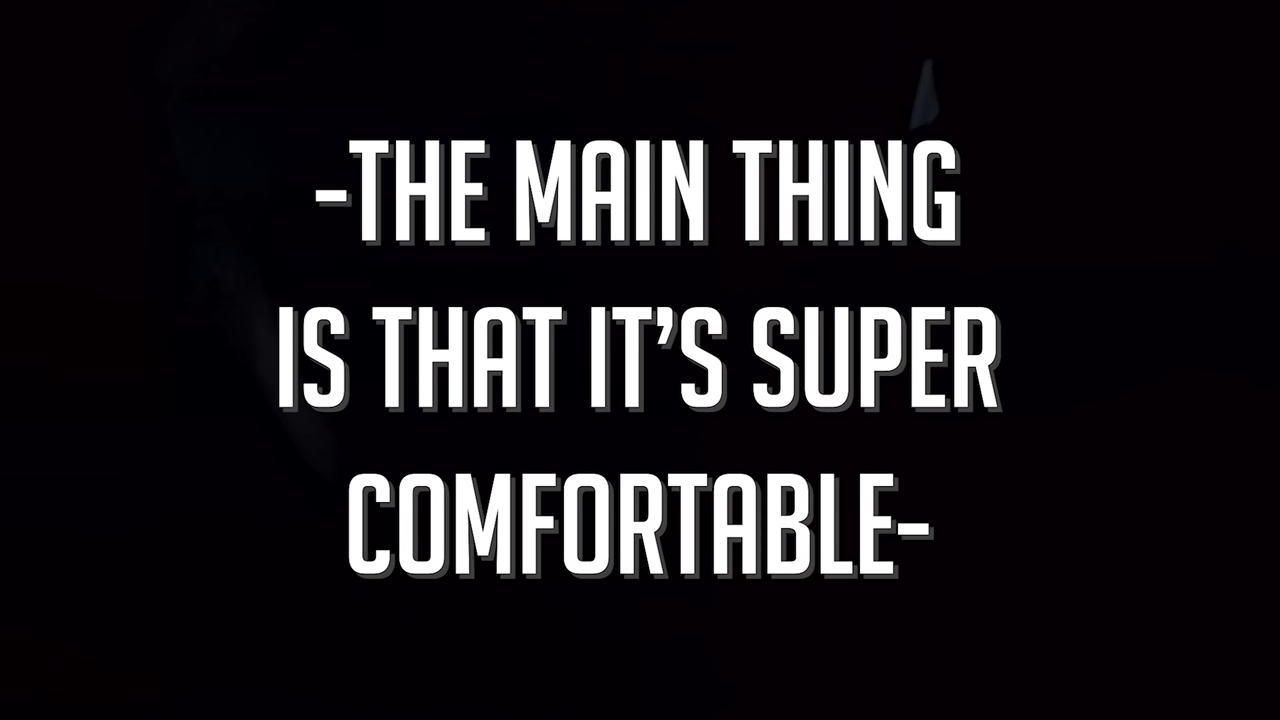 -THE MAIN THING
IS THAT IT’S SUPER
COMFORTABLE-